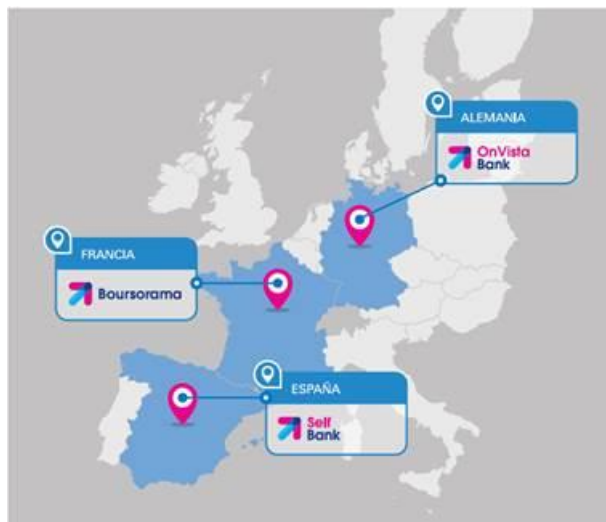 ALEMANIA
OnVista
Bank
FRANCIA
Boursorama
ESPAÑA
Self
Bank